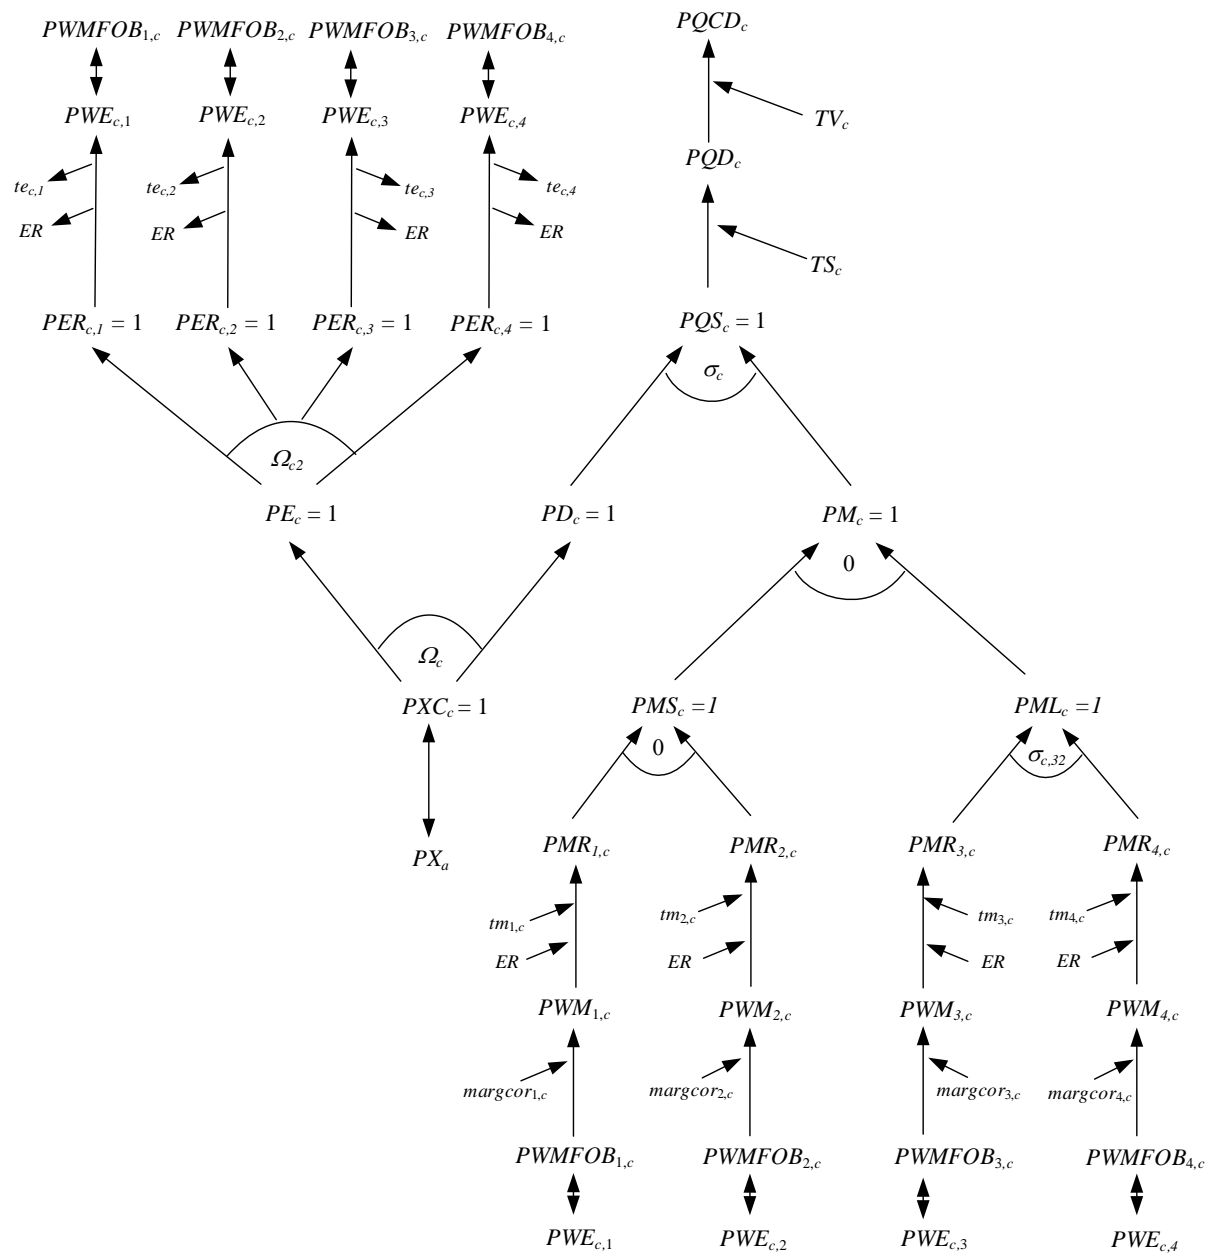 PWMFOB1,c PWMFOB2,c PWMFOB3,c PWMFOB4,c PQCDc
PWEc,1 PWEc,2 PWEc,3 PWEc,4 TVc
PQDc
tec,1 tec,2 tec,3 tec,4
ER ER ER ER
TSc
PERc,1 = 1 PERc,2 = 1 PERc,3 = 1 PERc,4 = 1 PQSc = 1
σc
Ωc2
PEc = 1 PDc = 1 PMc = 1
0
Ωc
PXCc = 1 PMSc =1 PMLc =1
0 σc,32
PXa PMR1,c PMR2,c PMR3,c PMR4,c
tm1,c tm2,c tm3,c tm4,c
ER ER ER ER
PWM1,c PWM2,c PWM3,c PWM4,c
margcor1,c margcor2,c margcor3,c margcor4,c
PWMFOB1,c PWMFOB2,c PWMFOB3,c PWMFOB4,c
PWEc,1 PWEc,2 PWEc,3 PWEc,4